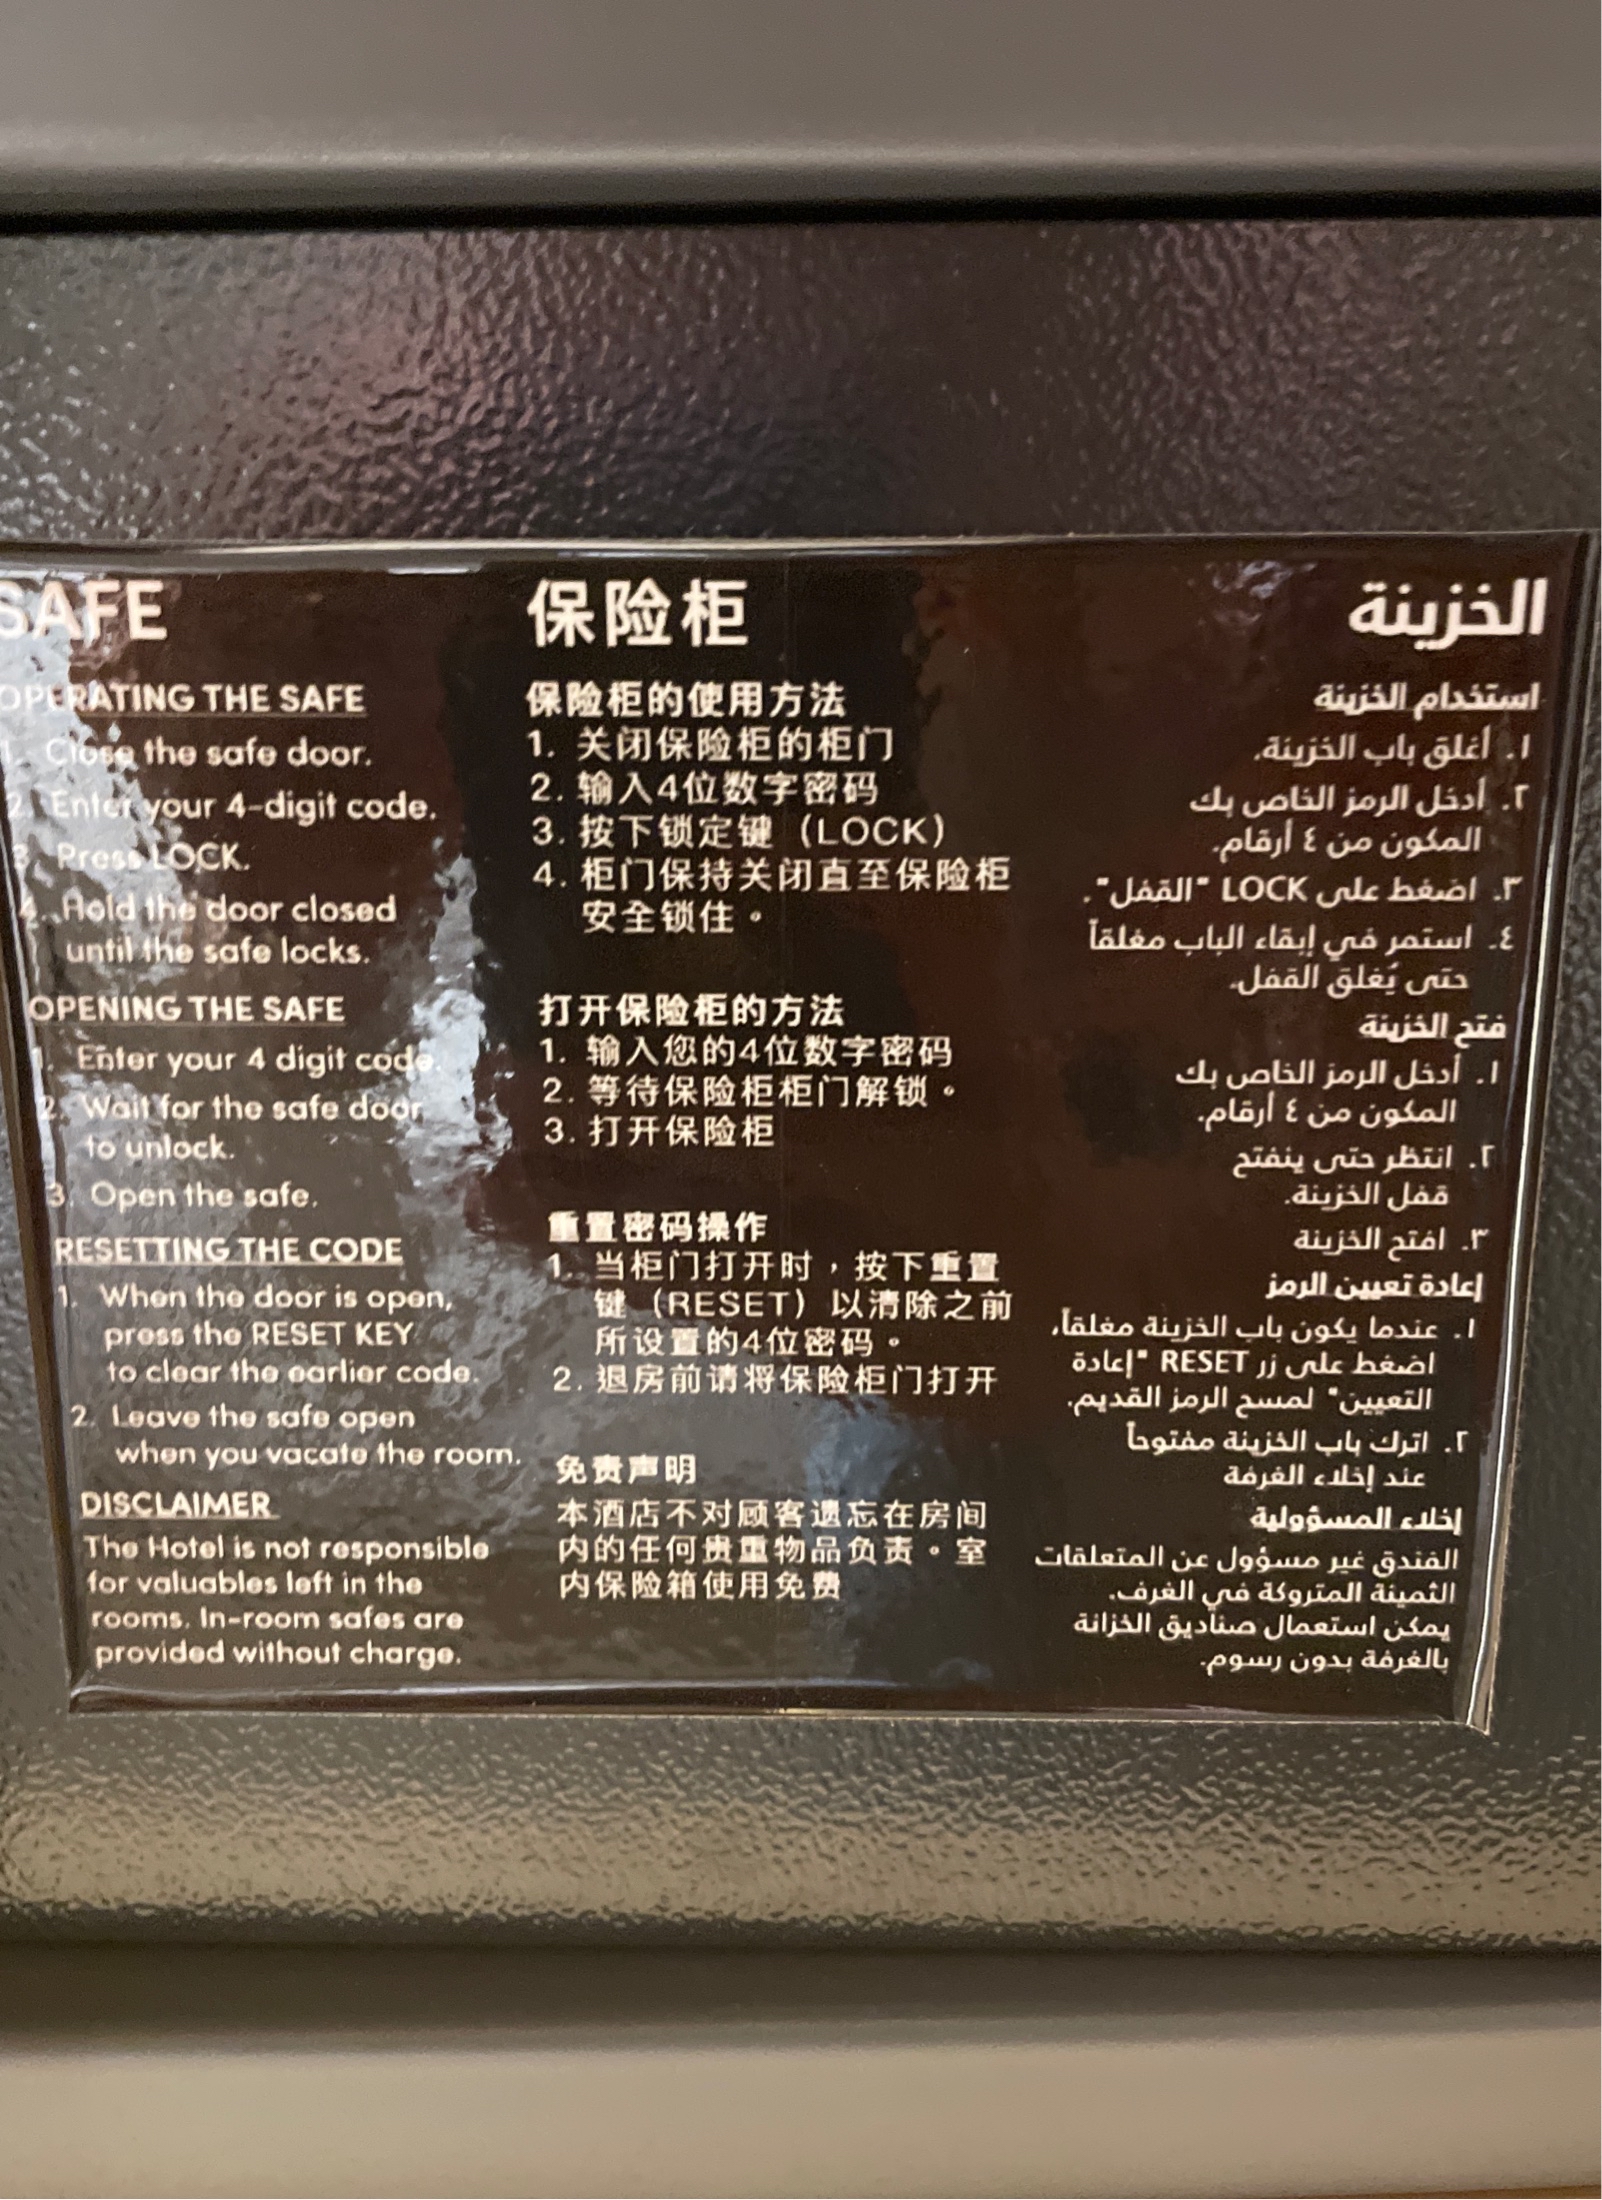 SAFE
OPERATING THE SAFE
1. Close the safe door.
2. Enter your 4-digit code.
3. Press LOCK.
4. Hold the door closed
until the safe locks.
OPENING THE SAFE
1. Enter your 4 digit code.
2. Wait for the safe door
to unlock.
3. Open the safe.
RESETTING THE CODE
1. When the door is open,
press the RESET KEY
to clear the earlier code.
2. Leave the safe open
when you vacate the room.
DISCLAIMER
The Hotel is not responsible
for valuables left in the
rooms. In-room safes are
provided without charge.
保险柜
保险柜的使用方法
1. 关闭保险柜的柜门
2. 输入4位数字密码
3. 按下锁定键（LOCK）
4. 柜门保持关闭直至保险柜
安全锁住。
打开保险柜的方法
1. 输入您的4位数字密码
2. 等待保险柜柜门解锁。
3. 打开保险柜
重置密码操作
1. 当柜门打开时，按下重置
键（RESET）以清除之前
所设置的4位密码。
2. 退房前请将保险柜门打开
免责声明
本酒店不对顾客遗忘在房间
内的任何贵重物品负责。室
内保险箱使用免费
الخزينة
استخدام الخزينة
١. أغلق باب الخزينة.
٢. أدخل الرمز الخاص بك
المكون من ٤ أرقام.
٣. اضغط على LOCK "القفل".
٤. استمر في إبقاء الباب مغلقاً
حتى يُغلق القفل.
فتح الخزينة
١. أدخل الرمز الخاص بك
المكون من ٤ أرقام.
٢. انتظر حتى ينفتح
قفل الخزينة.
٣. افتح الخزينة
إعادة تعيين الرمز
١. عندما يكون باب الخزينة مغلقاً،
اضغط على زر RESET "إعادة
التعيين" لمسح الرمز القديم.
٢. اترك باب الخزينة مفتوحاً
عند إخلاء الغرفة
إخلاء المسؤولية
الفندق غير مسؤول عن المتعلقات
الثمينة المتروكة في الغرف.
يمكن استعمال صناديق الخزانة
بالغرفة بدون رسوم.